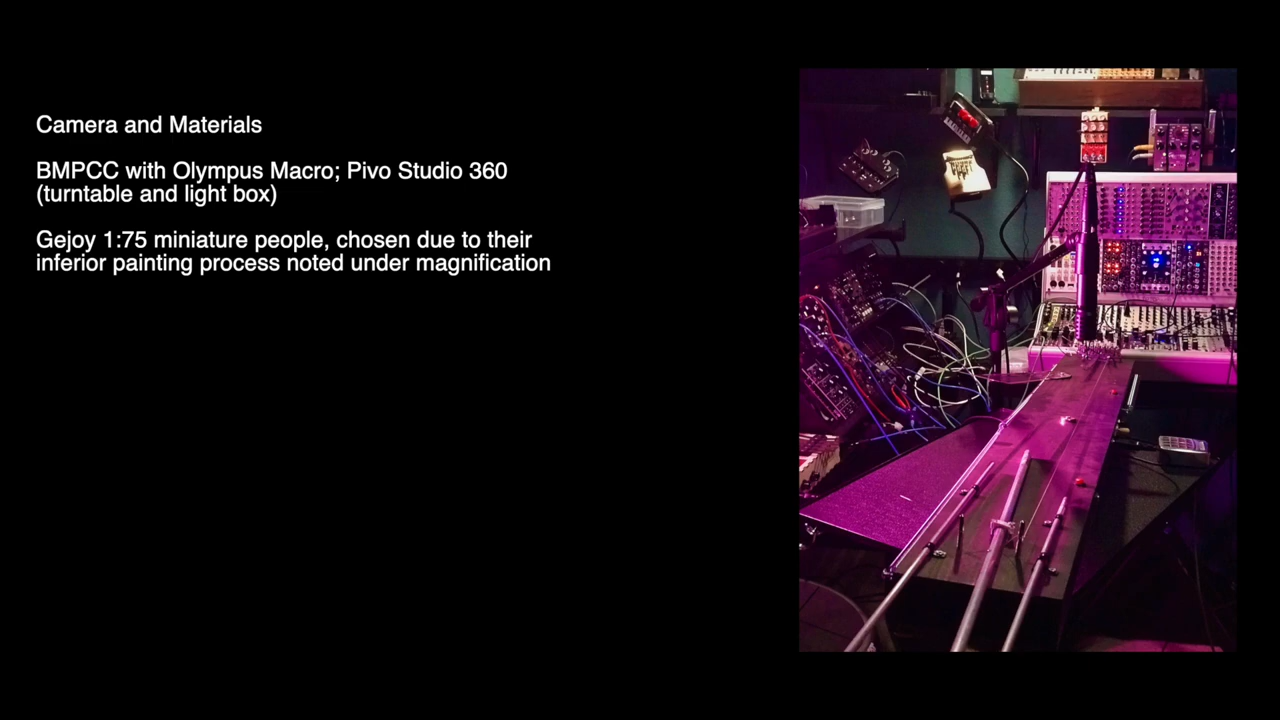 Camera and Materials
BMPCC with Olympus Macro; Pivo Studio 360
(turntable and light box)
Gejoy 1:75 miniature people, chosen due to their
inferior painting process noted under magnification